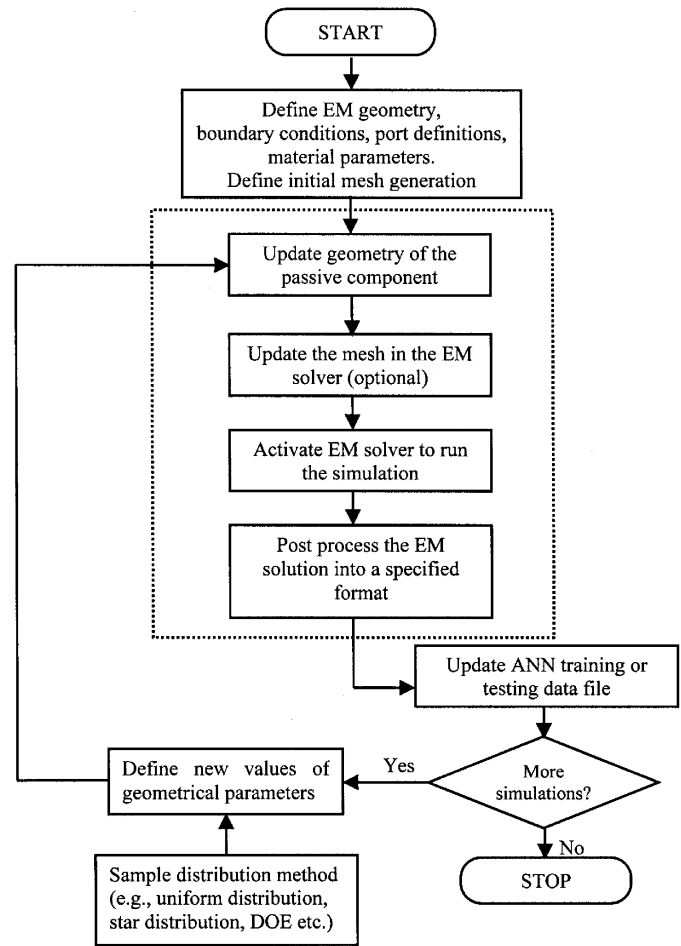 START
Define EM geometry,
boundary conditions, port definitions,
material parameters.
Define initial mesh generation
Update geometry of the
passive component
Update the mesh in the EM
solver (optional)
Activate EM solver to run
the simulation
Post process the EM
solution into a specified
format
Update ANN training or
testing data file
More
simulations?
Yes
No
STOP
Define new values of
geometrical parameters
Sample distribution method
(e.g., uniform distribution,
star distribution, DOE etc.)